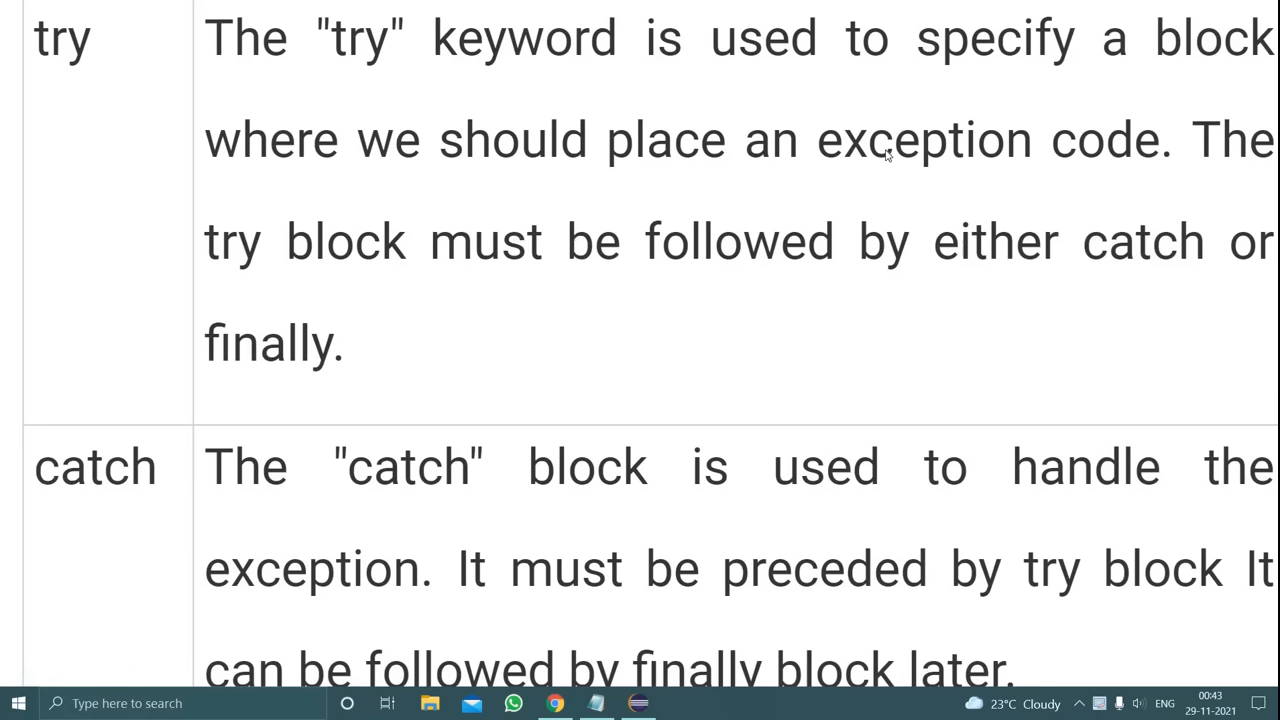 try
The "try" keyword is used to specify a block
where we should place an exception code. The
try block must be followed by either catch or
finally.
catch
The "catch" block is used to handle the
exception. It must be preceded by try block It
can be followed by finally block later.
Type here to search
23°C Cloudy
ENG
00:43
29-11-2021